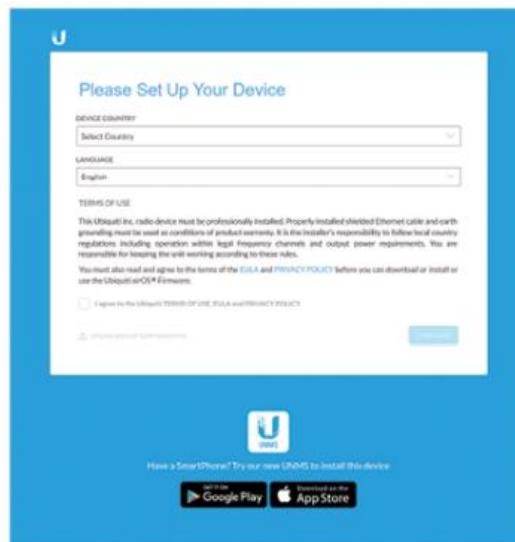 U
Please Set Up Your Device
DEVICE COUNTRY
Select Country
LANGUAGE
English
TERMS OF USE
This Ubiquiti Inc. radio device must be professionally installed. Properly installed shielded Ethernet cable and earth
grounding must be used as conditions of product warranty. It is the installer's responsibility to follow local country
regulations including operation within legal frequency channels and output power requirements. You are
responsible for keeping the unit working according to these rules.
You must also read and agree to the terms of the EULA and PRIVACY POLICY before you can download or install or
use the Ubiquiti airOS® Firmware.
I agree to the Ubiquiti TERMS OF USE, EULA and PRIVACY POLICY
U
UNMS
Have a SmartPhone? Try our new UNMS to install this device
GET IT ON
Google Play
Download on the
App Store